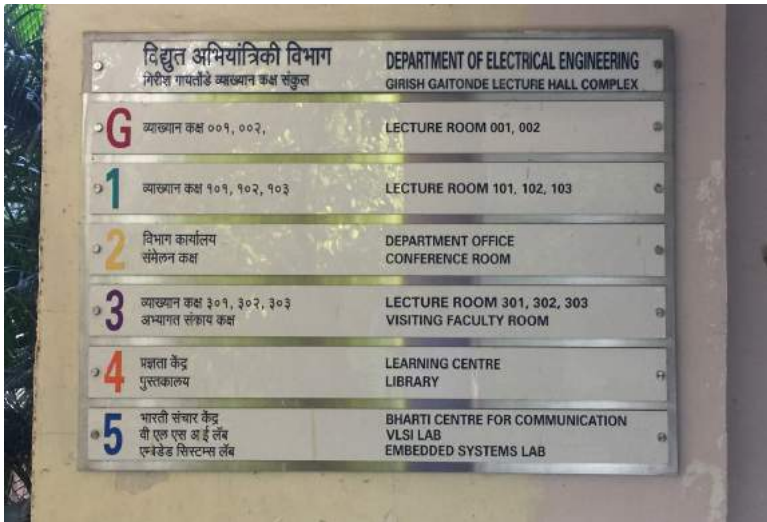 विद्युत अभियांत्रिकी विभाग
DEPARTMENT OF ELECTRICAL ENGINEERING
गिरीश गायतोंडे व्याख्यान कक्ष संकुल
GIRISH GAITONDE LECTURE HALL COMPLEX
G व्याख्यान कक्ष ००१, ००२,
LECTURE ROOM 001, 002
1 व्याख्यान कक्ष १०१, १०२, १०३
LECTURE ROOM 101, 102, 103
2
विभाग कार्यालय
संमेलन कक्ष
DEPARTMENT OFFICE
CONFERENCE ROOM
3
व्याख्यान कक्ष ३०१, ३०२, ३०३
अभ्यागत संकाय कक्ष
LECTURE ROOM 301, 302, 303
VISITING FACULTY ROOM
4
प्रज्ञता केंद्र
पुस्तकालय
LEARNING CENTRE
LIBRARY
5
भारती संचार केंद्र
वी एल एस आ ई लॅब
एम्बेडेड सिस्टम्स लॅब
BHARTI CENTRE FOR COMMUNICATION
VLSI LAB
EMBEDDED SYSTEMS LAB